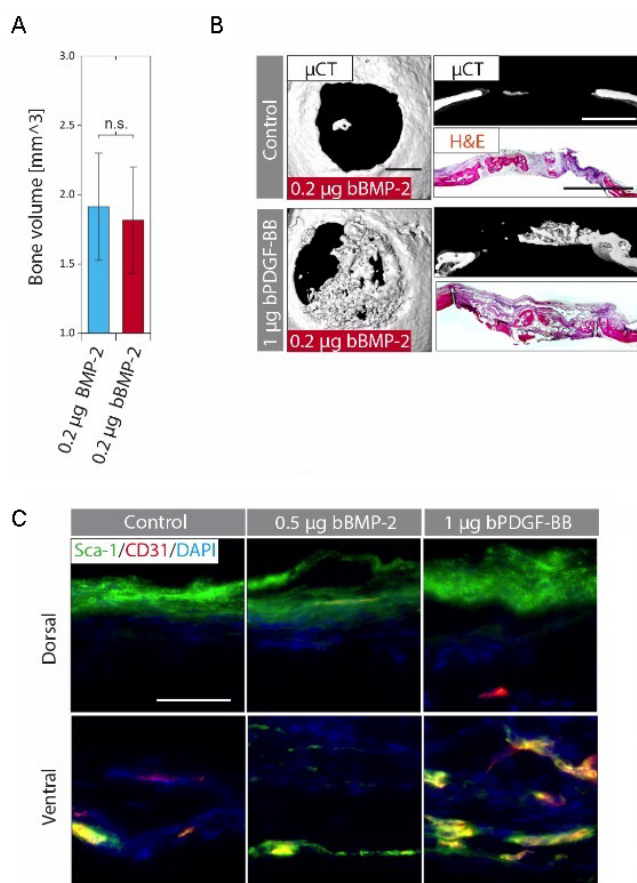 A
B
3.0
2.5
2.0
1.5
1.0
Bone volume [mm^3]
n.s.
0.2 µg BMP-2
0.2 µg bBMP-2
Control
µCT
µCT
0.2 µg bBMP-2
H&E
1 µg bPDGF-BB
0.2 µg bBMP-2
C
Control
0.5 µg bBMP-2
1 µg bPDGF-BB
Sca-1/CD31/DAPI
Dorsal
Ventral